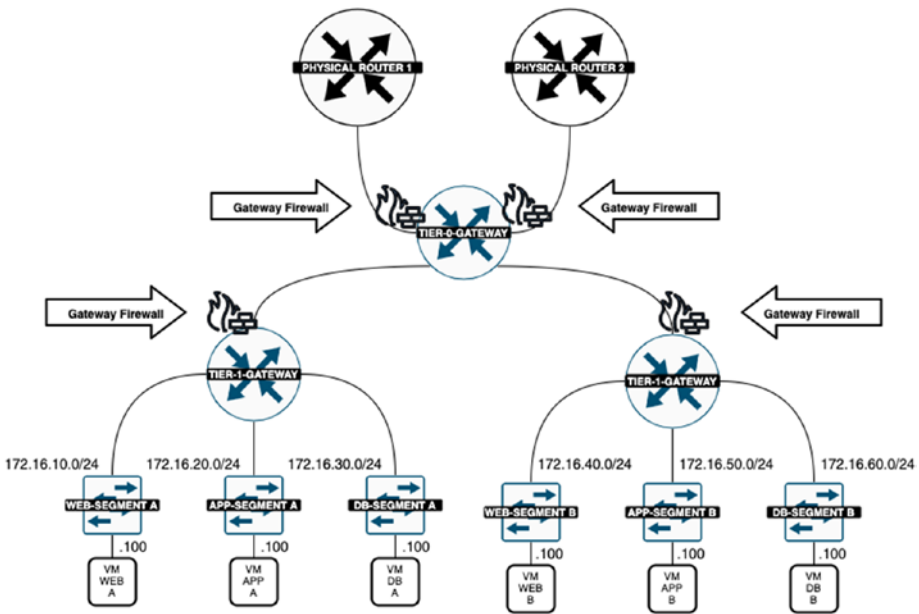 PHYSICAL ROUTER 1
PHYSICAL ROUTER 2
Gateway Firewall
Gateway Firewall
TIER-0-GATEWAY
Gateway Firewall
Gateway Firewall
TIER-1-GATEWAY
TIER-1-GATEWAY
172.16.10.0/24
172.16.20.0/24
172.16.30.0/24
172.16.40.0/24
172.16.50.0/24
172.16.60.0/24
WEB-SEGMENT A
APP-SEGMENT A
DB-SEGMENT A
WEB-SEGMENT B
APP-SEGMENT B
DB-SEGMENT B
.100
.100
.100
.100
.100
.100
VM
WEB
A
VM
APP
A
VM
DB
A
VM
WEB
B
VM
APP
B
VM
DB
B